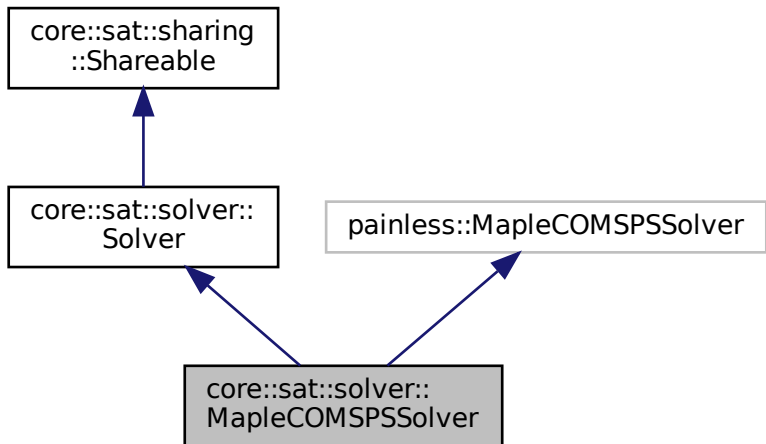 core::sat::sharing
::Shareable
core::sat::solver::
Solver
painless::MapleCOMSPSSolver
core::sat::solver::
MapleCOMSPSSolver